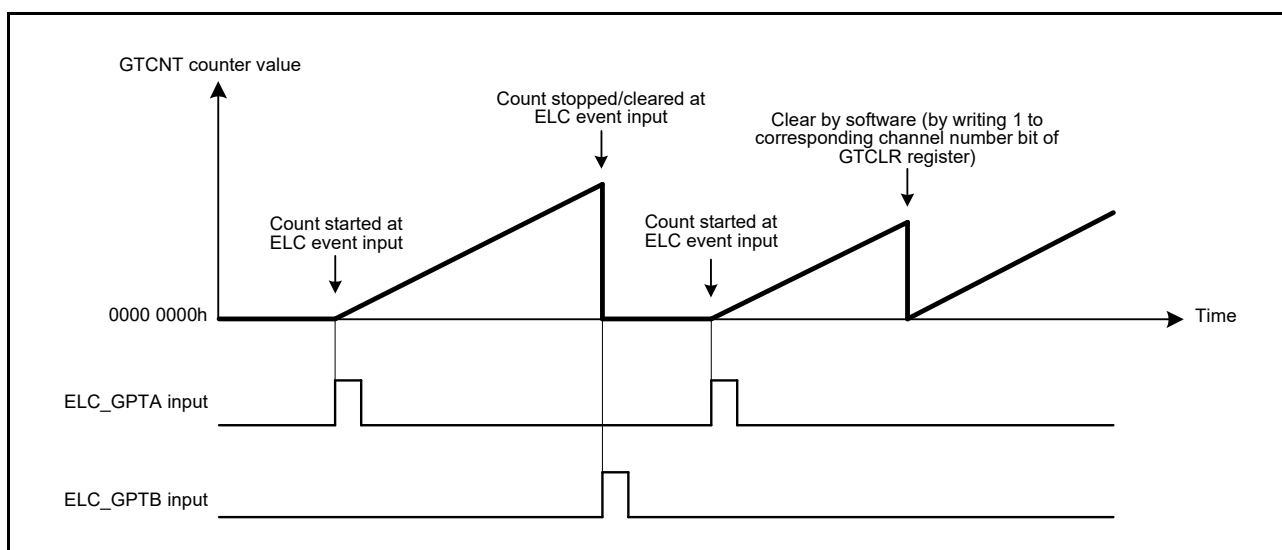 GTCNT counter value
Count stopped/cleared at
ELC event input
Clear by software (by writing 1 to
corresponding channel number bit of
GTCLR register)
Count started at
ELC event input
Count started at
ELC event input
0000 0000h
Time
ELC_GPTA input
ELC_GPTB input